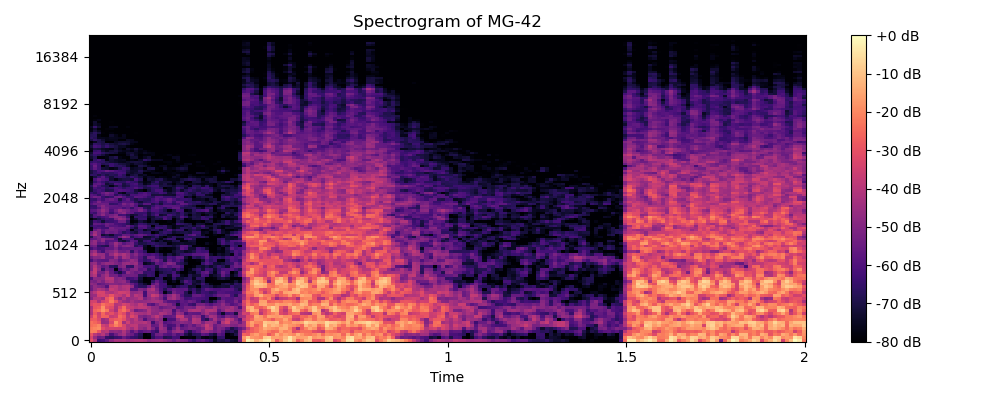 Spectrogram of MG-42
Hz
16384
8192
4096
2048
1024
512
0
0
0.5
1
1.5
2
Time
+0 dB
-10 dB
-20 dB
-30 dB
-40 dB
-50 dB
-60 dB
-70 dB
-80 dB